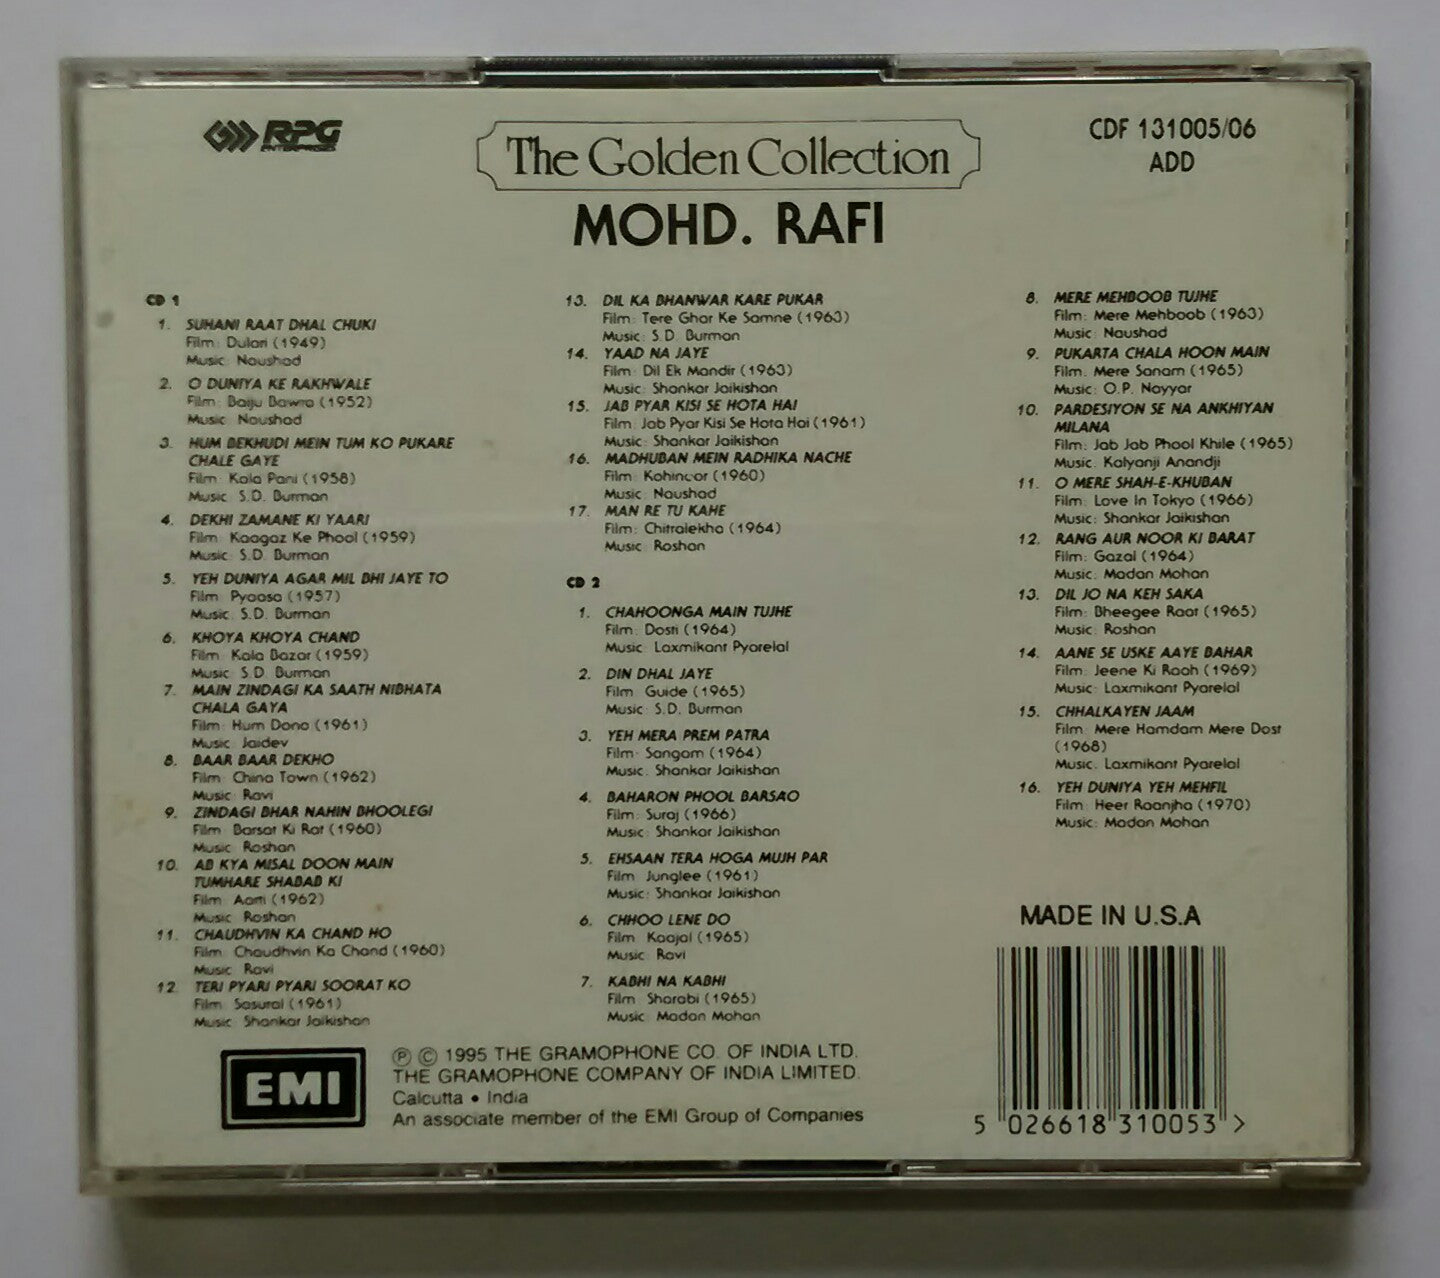 RPG
ENTERPRISES
The Golden Collection
MOHD. RAFI
CDF 131005/06
ADD
CD 1
1. SUHANI RAAT DHAL CHUKI
Film: Dulari (1949)
Music: Naushad
2. O DUNIYA KE RAKHWALE
Film: Baiju Bawra (1952)
Music: Naushad
3. HUM BEKHUDI MEIN TUM KO PUKARE
CHALE GAYE
Film: Kala Pani (1958)
Music: S.D. Burman
4. DEKHI ZAMANE KI YAARI
Film: Kaagaz Ke Phool (1959)
Music: S.D. Burman
5. YEH DUNIYA AGAR MIL BHI JAYE TO
Film: Pyaasa (1957)
Music: S.D. Burman
6. KHOYA KHOYA CHAND
Film: Kala Bazar (1959)
Music: S.D. Burman
7. MAIN ZINDAGI KA SAATH NIBHATA
CHALA GAYA
Film: Hum Dono (1961)
Music: Jaidev
8. BAAR BAAR DEKHO
Film: China Town (1962)
Music: Ravi
9. ZINDAGI BHAR NAHIN BHOOLEGI
Film: Barsat Ki Rat (1960)
Music: Roshan
10. AB KYA MISAL DOON MAIN
TUMHARE SHABAB KI
Film: Aarti (1962)
Music: Roshan
11. CHAUDHVIN KA CHAND HO
Film: Chaudhvin Ka Chand (1960)
Music: Ravi
12. TERI PYARI PYARI SOORAT KO
Film: Sasural (1961)
Music: Shankar Jaikishan
13. DIL KA BHANWAR KARE PUKAR
Film: Tere Ghar Ke Samne (1963)
Music: S.D. Burman
14. YAAD NA JAYE
Film: Dil Ek Mandir (1963)
Music: Shankar Jaikishan
15. JAB PYAR KISI SE HOTA HAI
Film: Jab Pyar Kisi Se Hota Hai (1961)
Music: Shankar Jaikishan
16. MADHUBAN MEIN RADHIKA NACHE
Film: Kohinoor (1960)
Music: Naushad
17. MAN RE TU KAHE
Film: Chitralekha (1964)
Music: Roshan
CD 2
1. CHAHOONGA MAIN TUJHE
Film: Dosti (1964)
Music: Laxmikant Pyarelal
2. DIN DHAL JAYE
Film: Guide (1965)
Music: S.D. Burman
3. YEH MERA PREM PATRA
Film: Sangam (1964)
Music: Shankar Jaikishan
4. BAHARON PHOOL BARSAO
Film: Suraj (1966)
Music: Shankar Jaikishan
5. EHSAAN TERA HOGA MUJH PAR
Film: Junglee (1961)
Music: Shankar Jaikishan
6. CHHOO LENE DO
Film: Kaajal (1965)
Music: Ravi
7. KABHI NA KABHI
Film: Sharabi (1965)
Music: Madan Mohan
8. MERE MEHBOOB TUJHE
Film: Mere Mehboob (1963)
Music: Naushad
9. PUKARTA CHALA HOON MAIN
Film: Mere Sanam (1965)
Music: O.P. Nayyar
10. PARDESIYON SE NA ANKHIYAN
MILANA
Film: Jab Jab Phool Khile (1965)
Music: Kalyanji Anandji
11. O MERE SHAH-E-KHUBAN
Film: Love In Tokyo (1966)
Music: Shankar Jaikishan
12. RANG AUR NOOR KI BARAT
Film: Gazal (1964)
Music: Madan Mohan
13. DIL JO NA KEH SAKA
Film: Bheegee Raat (1965)
Music: Roshan
14. AANE SE USKE AAYE BAHAR
Film: Jeene Ki Raah (1969)
Music: Laxmikant Pyarelal
15. CHHALKAYEN JAAM
Film: Mere Hamdam Mere Dost
(1968)
Music: Laxmikant Pyarelal
16. YEH DUNIYA YEH MEHFIL
Film: Heer Raanjha (1970)
Music: Madan Mohan
MADE IN U.S.A
5 026618 310053 >
EMI
℗ © 1995 THE GRAMOPHONE CO. OF INDIA LTD.
THE GRAMOPHONE COMPANY OF INDIA LIMITED.
Calcutta • India
An associate member of the EMI Group of Companies